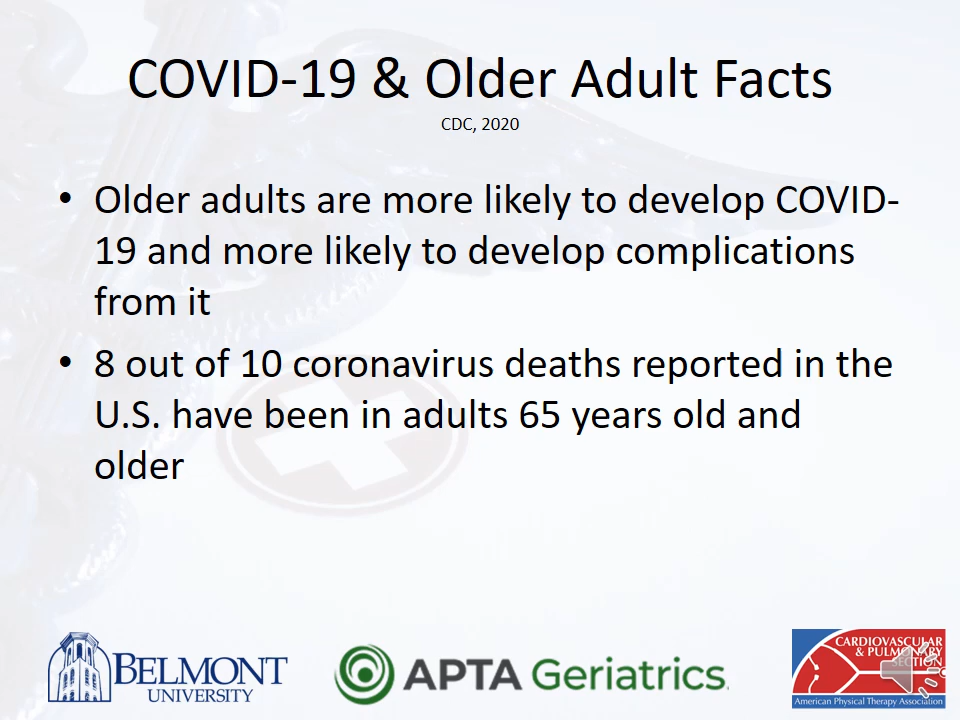 COVID-19 & Older Adult Facts
CDC, 2020
• Older adults are more likely to develop COVID-
19 and more likely to develop complications
from it
• 8 out of 10 coronavirus deaths reported in the
U.S. have been in adults 65 years old and
older
BELMONT
UNIVERSITY
APTA Geriatrics.
CARDIOVASCULAR
& PULMONARY
SECTION
American Physical Therapy Association